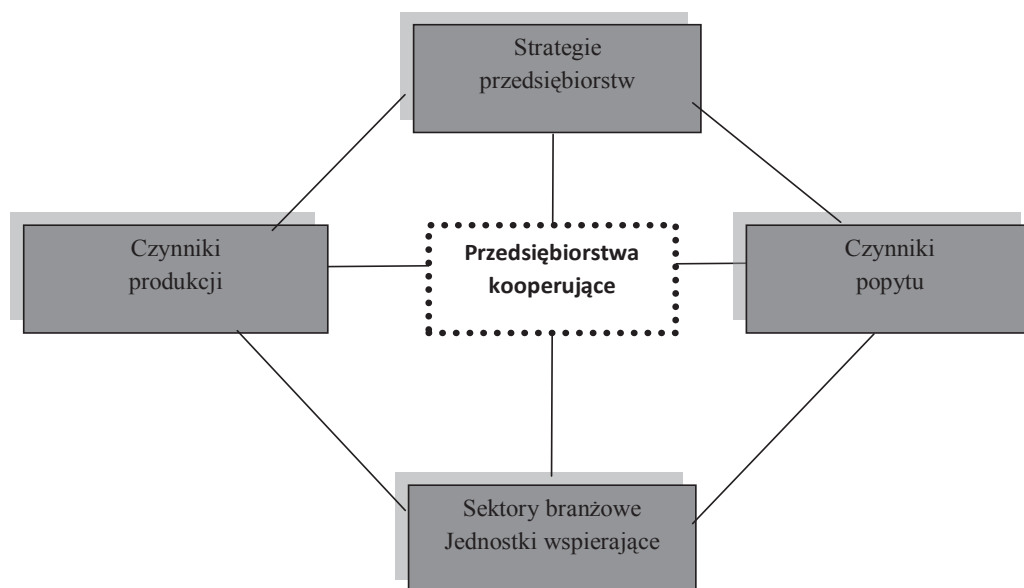 Strategie
przedsiębiorstw
Czynniki
produkcji
Przedsiębiorstwa
kooperujące
Czynniki
popytu
Sektory branżowe
Jednostki wspierające